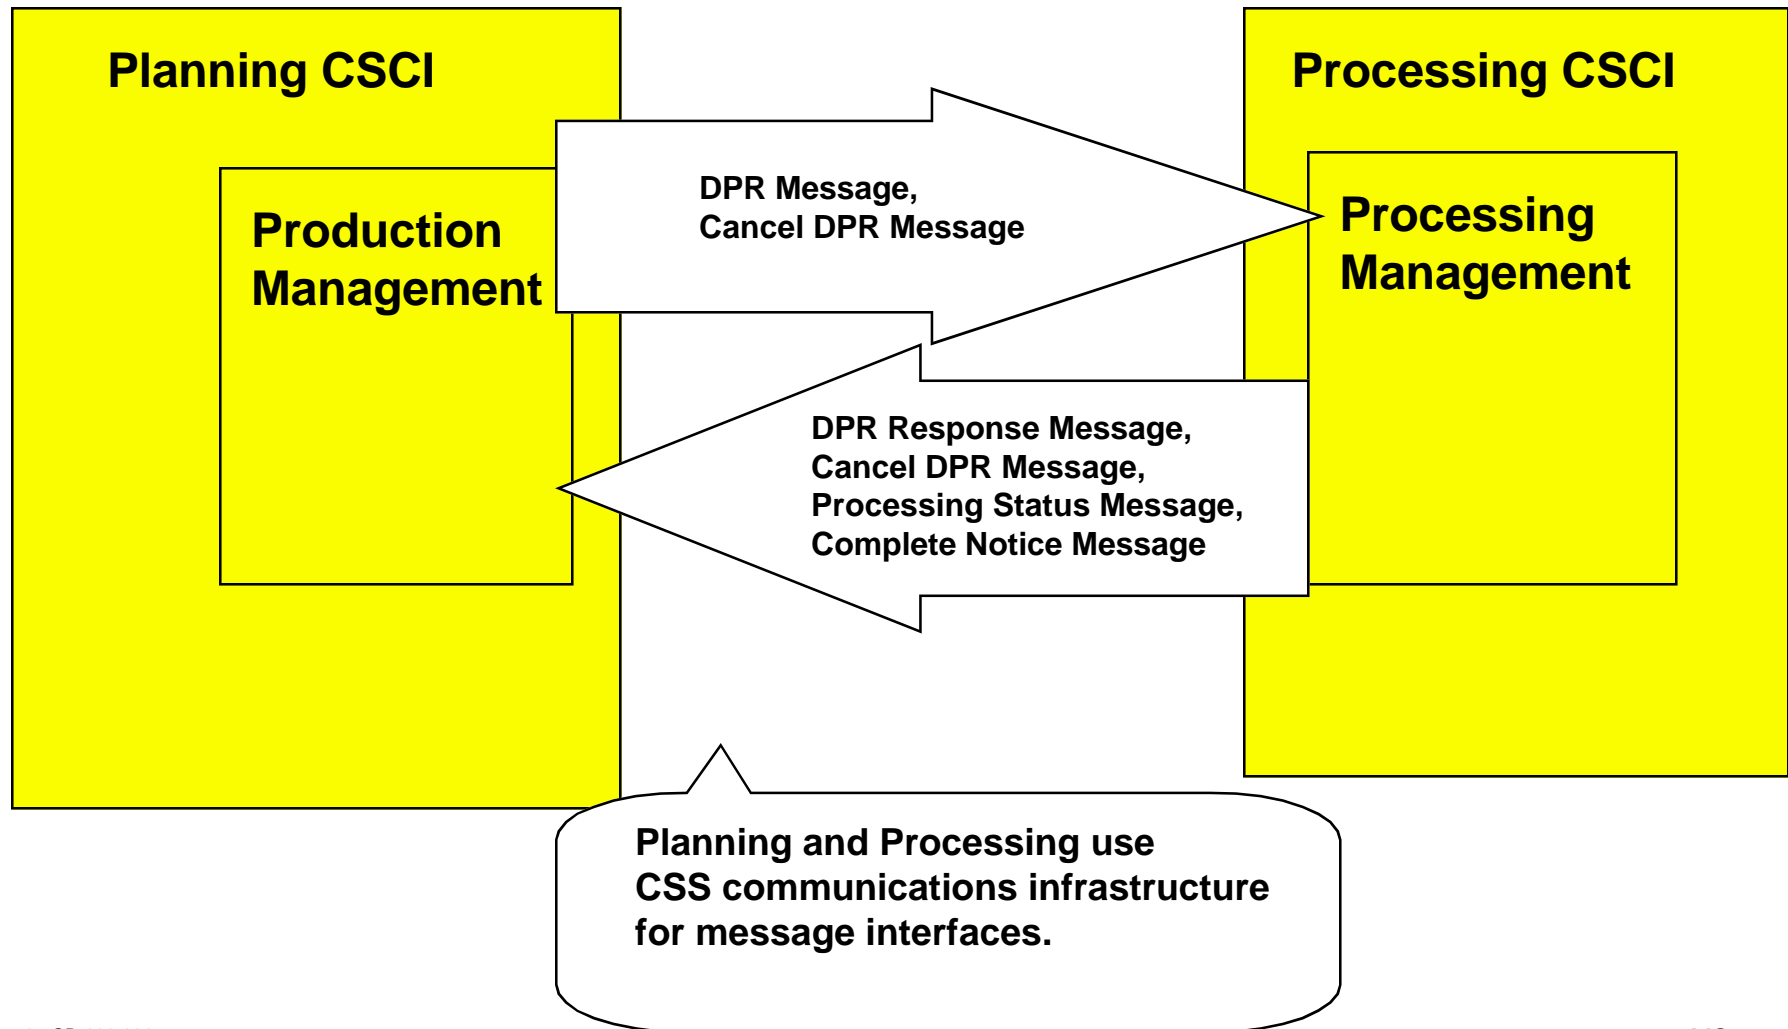 Planning CSCI
Processing CSCI
Production
Management
DPR Message,
Cancel DPR Message
Processing
Management
DPR Response Message,
Cancel DPR Message,
Processing Status Message,
Complete Notice Message
Planning and Processing use
CSS communications infrastructure
for message interfaces.